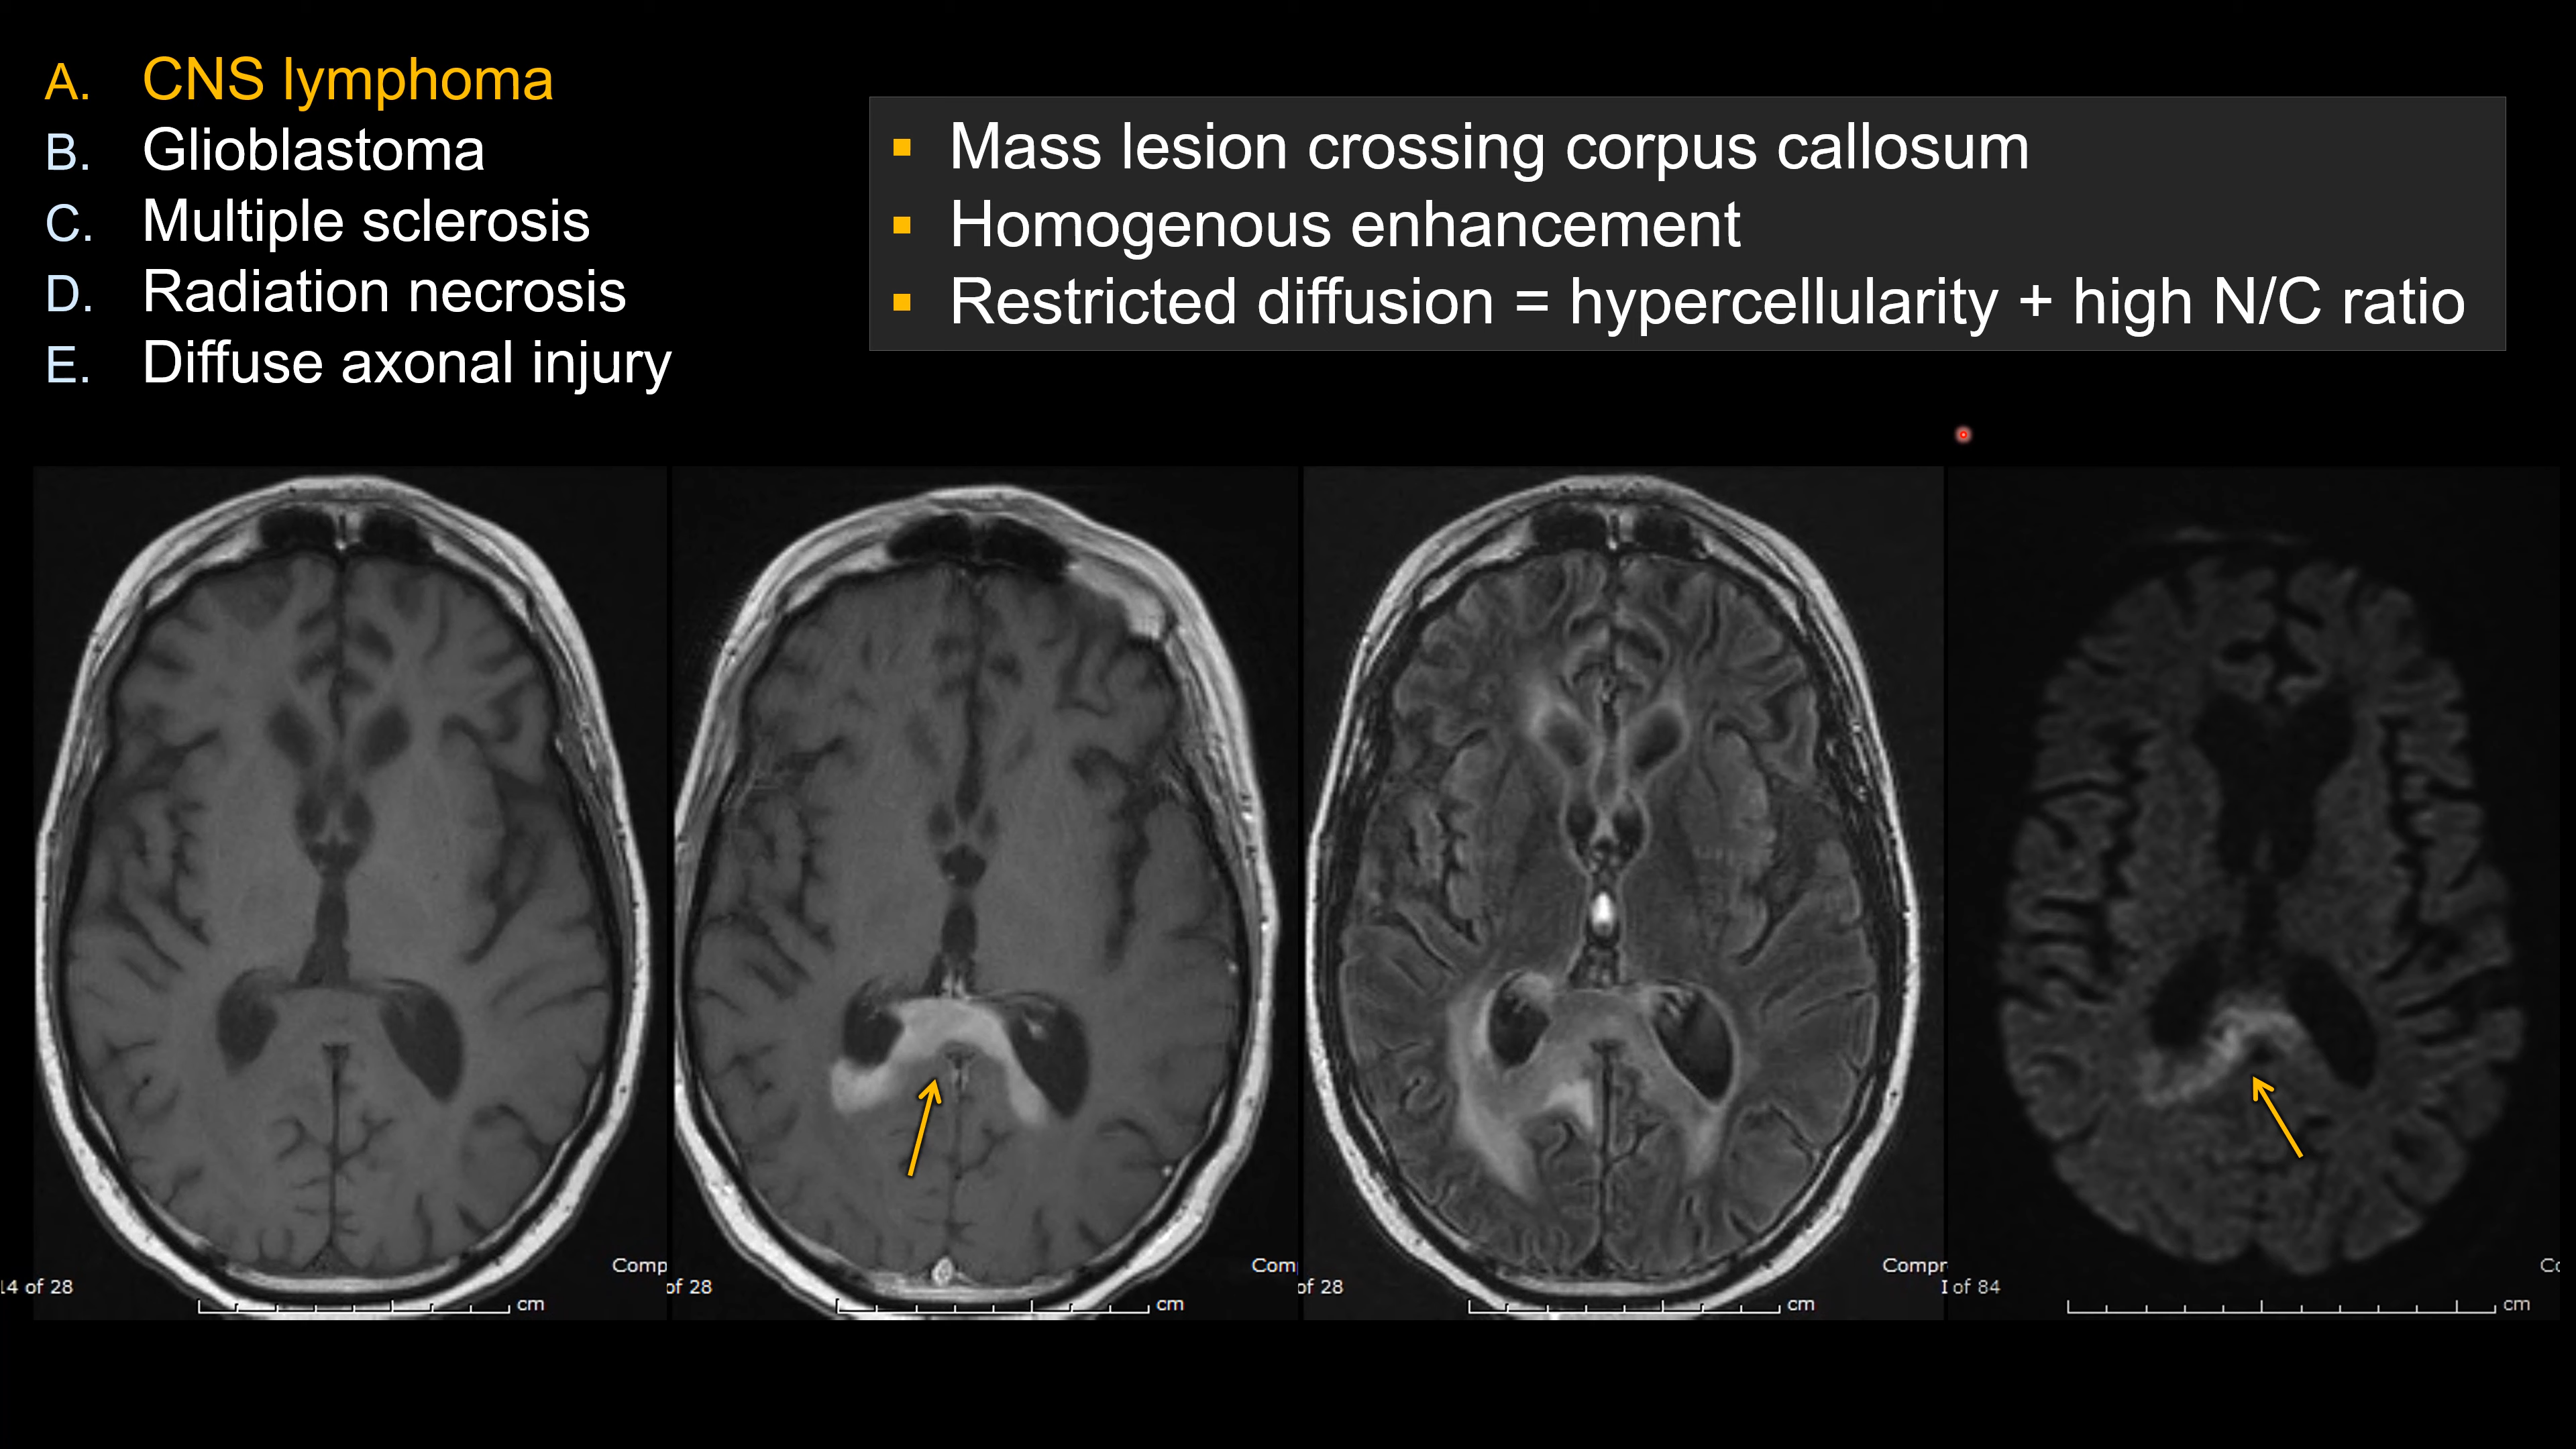 A. CNS lymphoma
B. Glioblastoma
C. Multiple sclerosis
D. Radiation necrosis
E. Diffuse axonal injury
Mass lesion crossing corpus callosum
Homogenous enhancement
Restricted diffusion = hypercellularity + high N/C ratio
Comp
14 of 28
cm
Com
of 28
cm
Compr
of 28
cm
Co
I of 84
cm